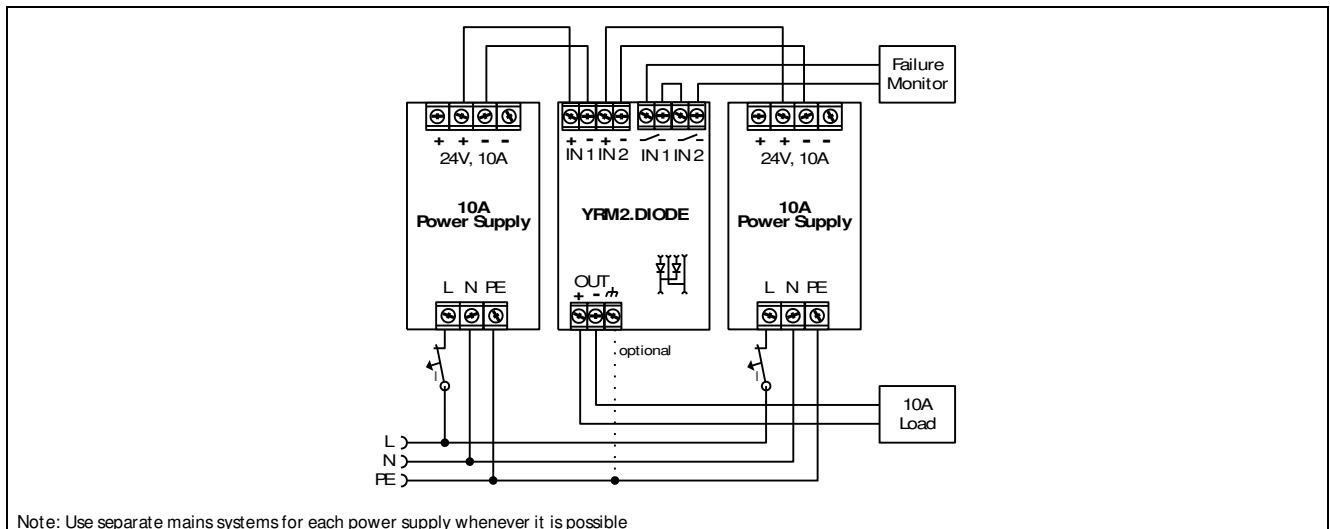 Failure
Monitor
+ + - -
24V, 10A
10A
Power Supply
L N PE
+ - + -
IN 1 IN 2 IN 1 IN 2
YRM2.DIODE
OUT
+ -
optional
+ + - -
24V, 10A
10A
Power Supply
L N PE
I
I
10A
Load
L
N
PE
Note: Use separate mains systems for each power supply whenever it is possible